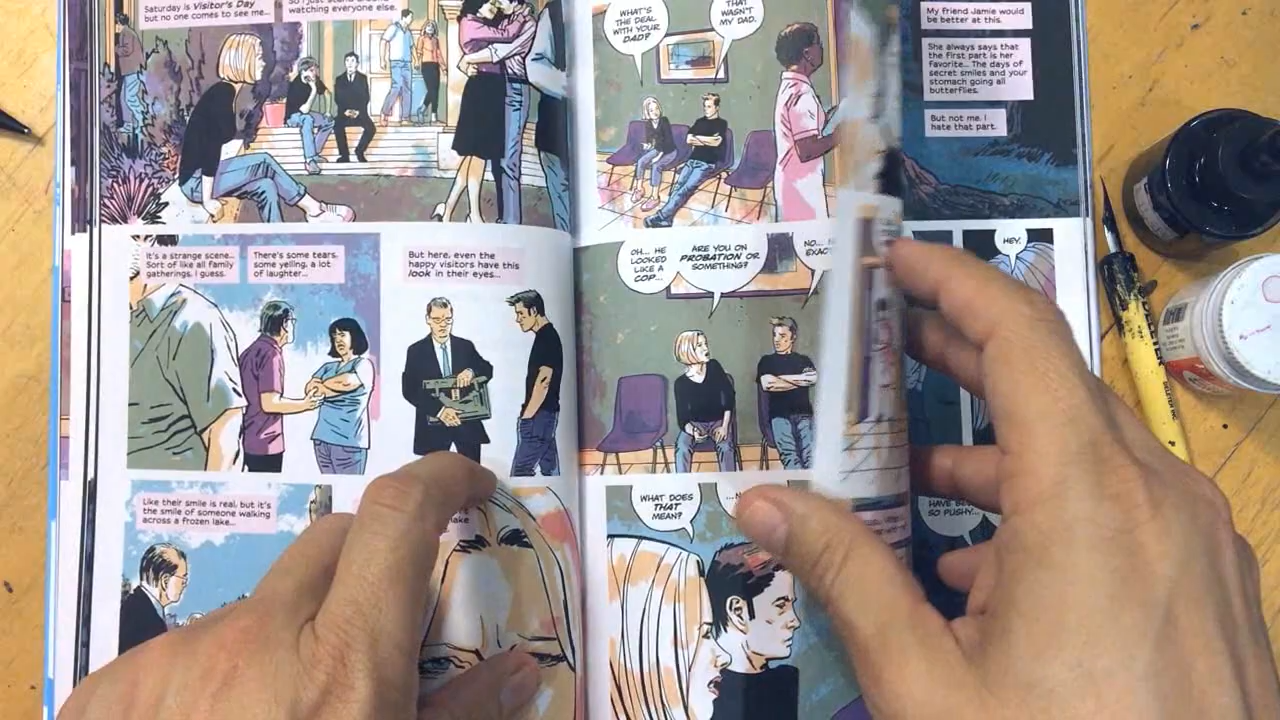 Saturday is Visitor's Day
but no one comes to see me...
watching everyone else.
WHAT'S
THE DEAL
WITH YOUR
DAD?
THAT
WASN'T
MY DAD.
My friend Jamie would
be better at this.
She always says that
the first part is her
favorite... The days of
secret smiles and your
stomach going all
butterflies.
But not me. I
hate that part.
It's a strange scene...
Sort of like all family
gatherings, I guess.
There's some tears,
some yelling, a lot
of laughter...
But here, even the
happy visitors have this
look in their eyes...
OH... HE
LOOKED
LIKE A
COP...
ARE YOU ON
PROBATION OR
SOMETHING?
NO...
HEY.
Like their smile is real, but it's
the smile of someone walking
across a frozen lake...
lake
WHAT DOES
THAT
MEAN?
SO PUSHY...